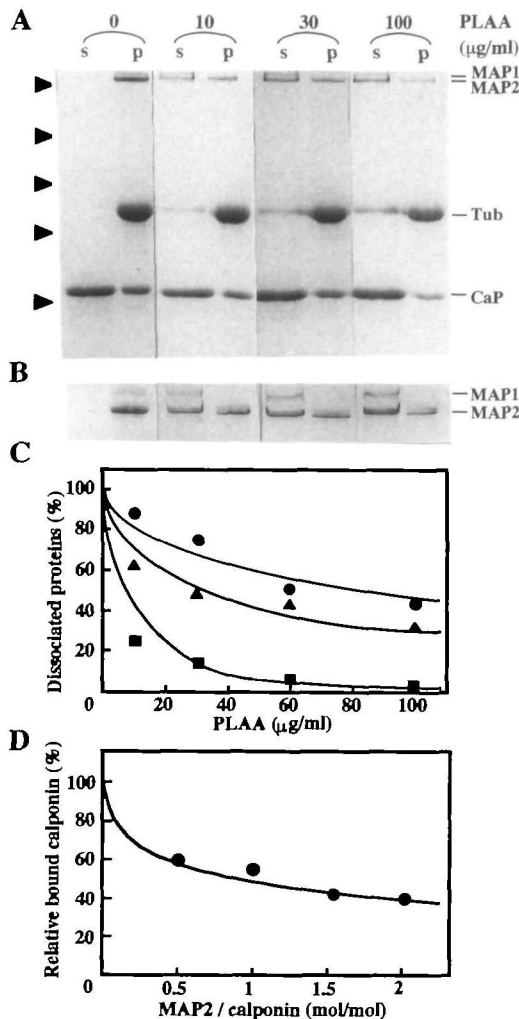 A
0 10 30 100 PLAA
s p s p s p s p (μg/ml)
MAP1
MAP2
Tub
CaP
B
MAP1
MAP2
C
Dissociated proteins (%)
100
80
60
40
20
0
0 20 40 60 80 100
PLAA (μg/ml)
D
Relative bound calponin (%)
100
80
60
40
20
0
0.5 1 1.5 2
MAP2 / calponin (mol/mol)